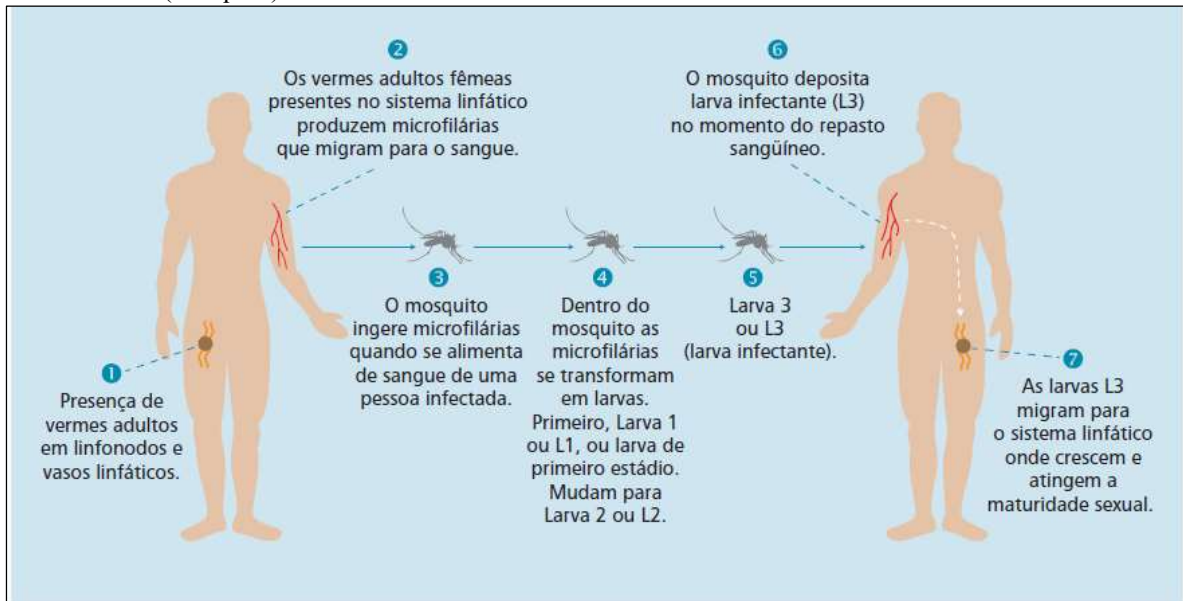 2
Os vermes adultos fêmeas
presentes no sistema linfático
produzem microfilárias
que migram para o sangue.
6
O mosquito deposita
larva infectante (L3)
no momento do repasto
sangüíneo.
3
O mosquito
ingere microfilárias
quando se alimenta
de sangue de uma
pessoa infectada.
4
Dentro do
mosquito as
microfilárias
se transformam
em larvas.
Primeiro, Larva 1
ou L1, ou larva de
primeiro estádio.
Mudam para
Larva 2 ou L2.
5
Larva 3
ou L3
(larva infectante).
1
Presença de
vermes adultos
em linfonodos e
vasos linfáticos.
7
As larvas L3
migram para
o sistema linfático
onde crescem e
atingem a
maturidade sexual.